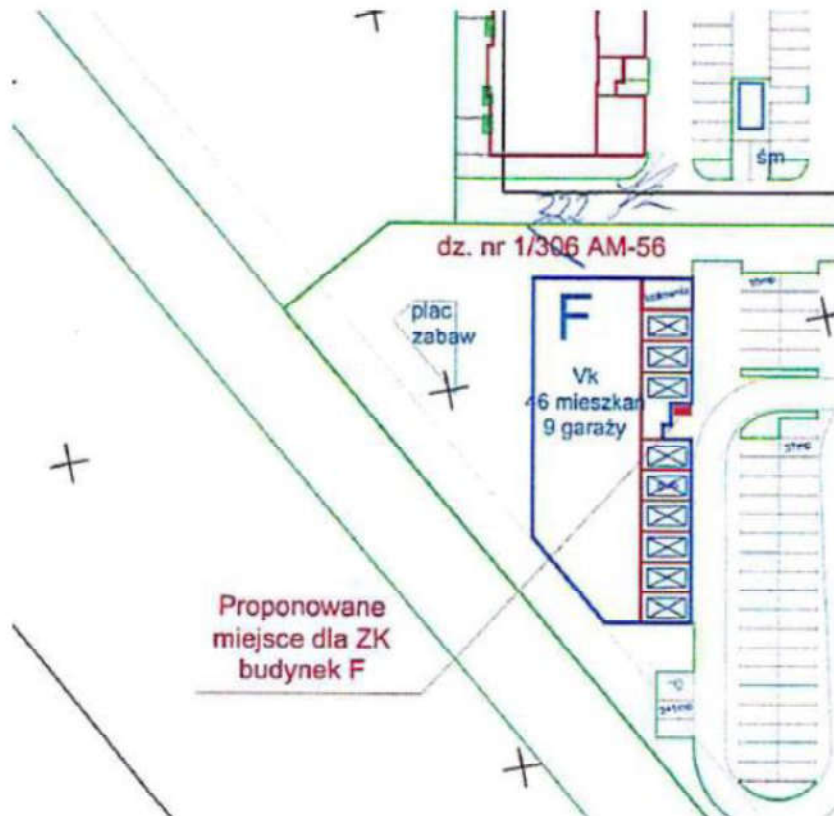 śm
222
dz. nr 1/306 AM-56
plac
zabaw
F
Vk
46 mieszkań
9 garaży
Proponowane
miejsce dla ZK
budynek F